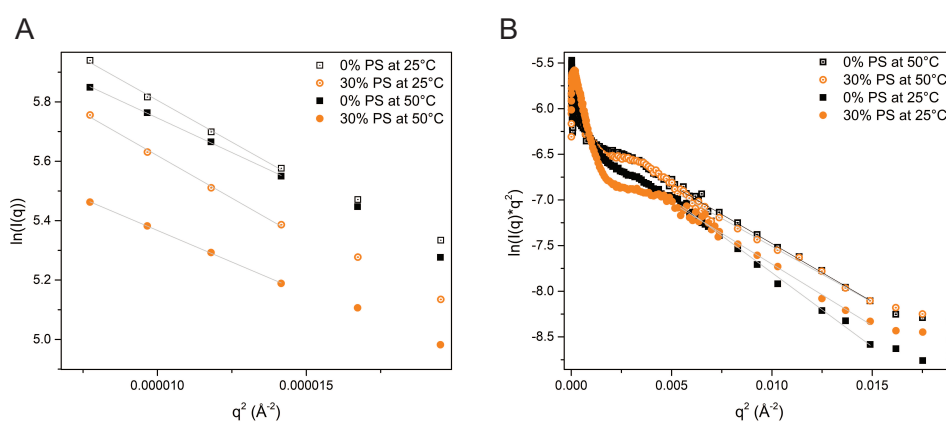 A
B
0% PS at 25°C
30% PS at 25°C
0% PS at 50°C
30% PS at 50°C
5.8
5.6
5.4
5.2
5.0
ln(I(q))
0.000010
0.000015
q² (Å⁻²)
0% PS at 50°C
30% PS at 50°C
0% PS at 25°C
30% PS at 25°C
-5.5
-6.0
-6.5
-7.0
-7.5
-8.0
-8.5
ln(I(q)*q²)
0.000
0.005
0.010
0.015
q² (Å⁻²)